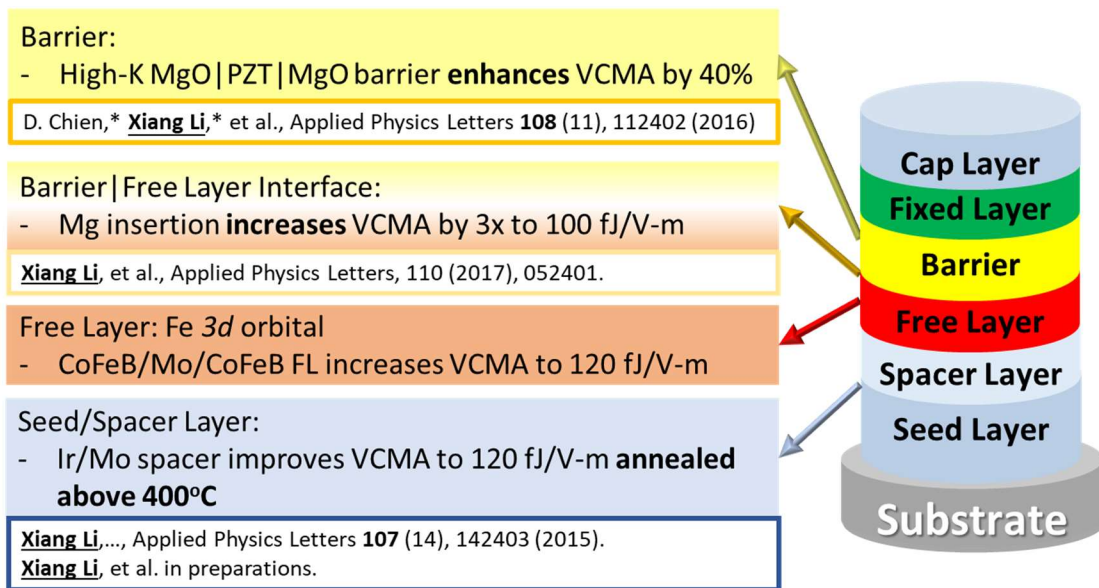 Barrier:
- High-K MgO|PZT|MgO barrier enhances VCMA by 40%
D. Chien,* Xiang Li,* et al., Applied Physics Letters 108 (11), 112402 (2016)
Barrier|Free Layer Interface:
- Mg insertion increases VCMA by 3x to 100 fJ/V-m
Xiang Li, et al., Applied Physics Letters, 110 (2017), 052401.
Free Layer: Fe 3d orbital
- CoFeB/Mo/CoFeB FL increases VCMA to 120 fJ/V-m
Seed/Spacer Layer:
- Ir/Mo spacer improves VCMA to 120 fJ/V-m annealed
above 400°C
Xiang Li,..., Applied Physics Letters 107 (14), 142403 (2015).
Xiang Li, et al. in preparations.
Cap Layer
Fixed Layer
Barrier
Free Layer
Spacer Layer
Seed Layer
Substrate